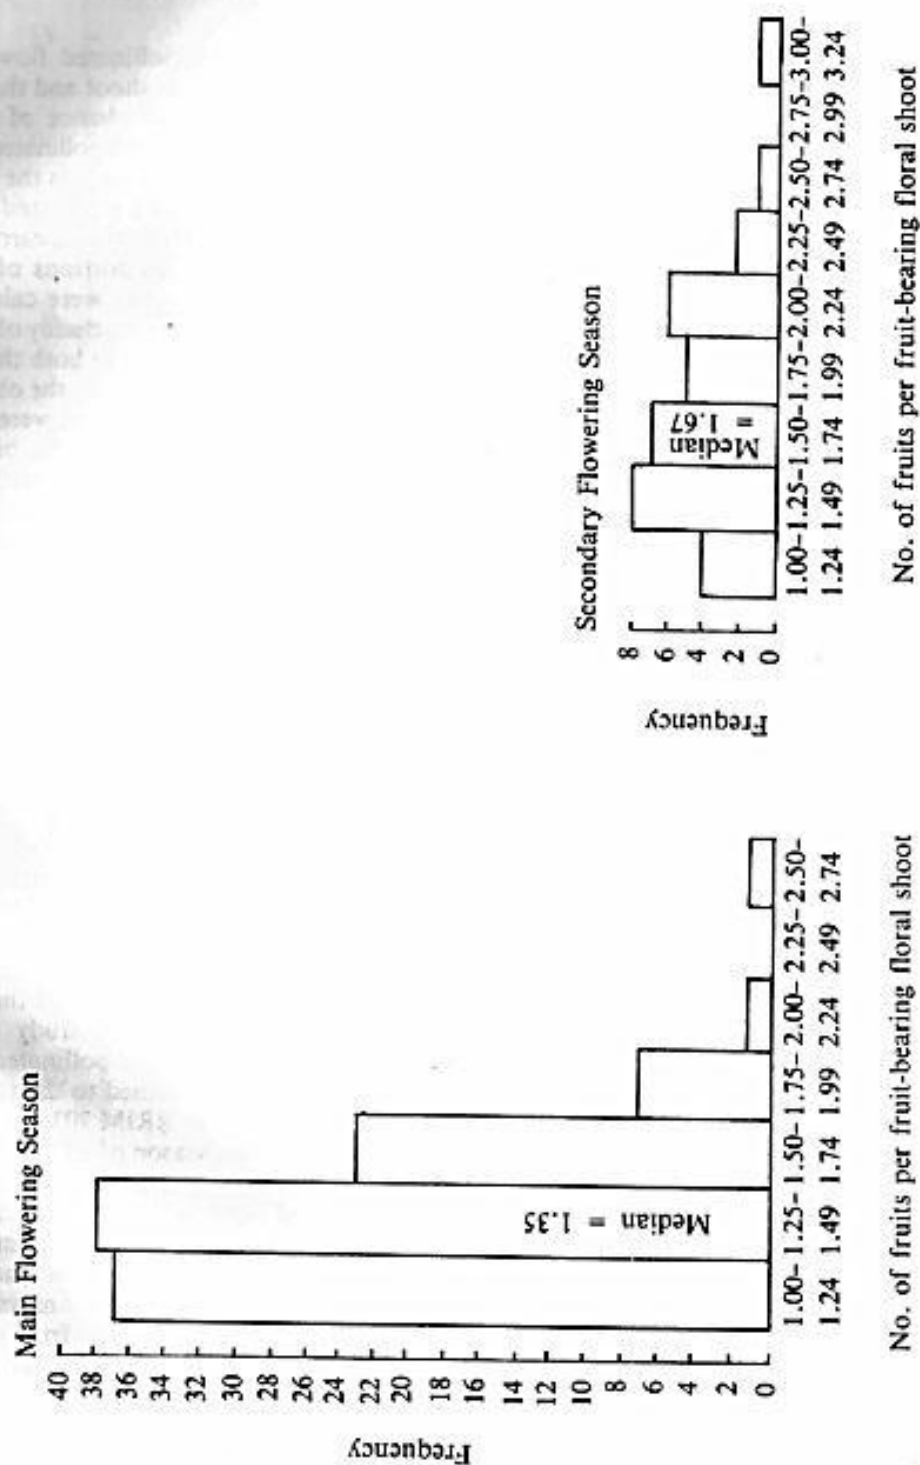 Main Flowering Season
Frequency
40
38
36
34
32
30
28
26
24
22
20
18
16
14
12
10
8
6
4
2
0
Median = 1.35
1.00- 1.25- 1.50- 1.75- 2.00- 2.25- 2.50-
1.24 1.49 1.74 1.99 2.24 2.49 2.74
No. of fruits per fruit-bearing floral shoot
Secondary Flowering Season
Frequency
8
6
4
2
0
Median
=
1.67
1.00-1.25-1.50-1.75-2.00-2.25-2.50-2.75-3.00-
1.24 1.49 1.74 1.99 2.24 2.49 2.74 2.99 3.24
No. of fruits per fruit-bearing floral shoot